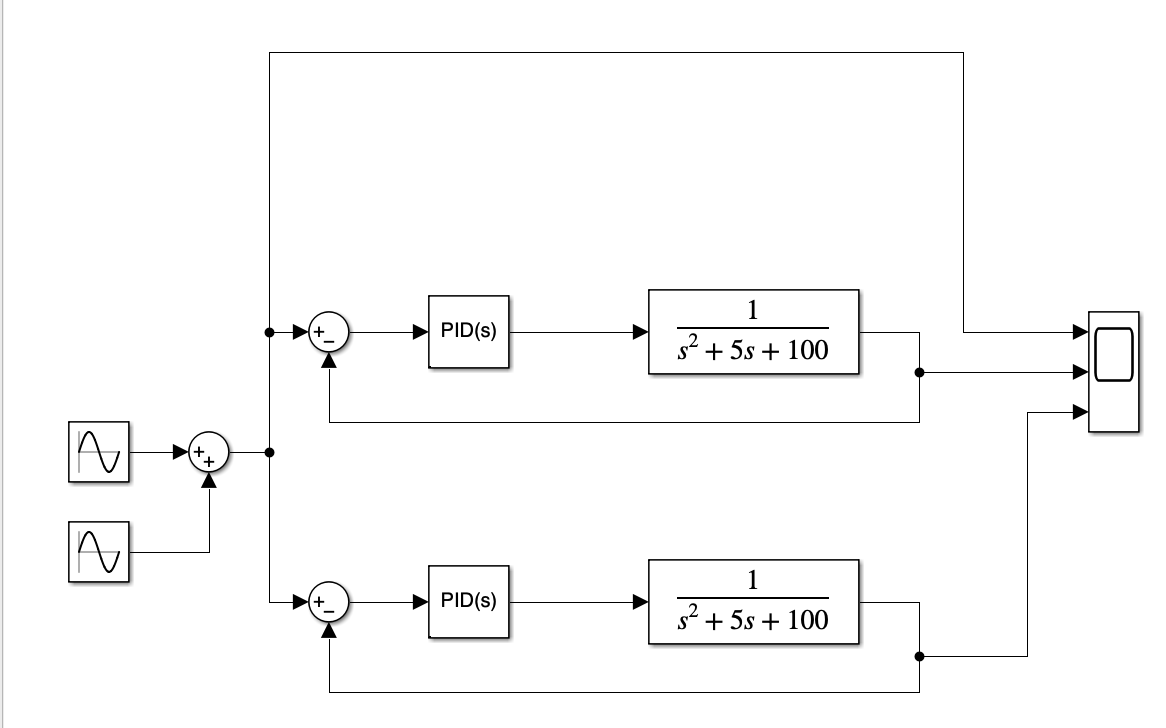 1
+
−
PID(s)
s² + 5s + 100
+
+
1
+
−
PID(s)
s² + 5s + 100